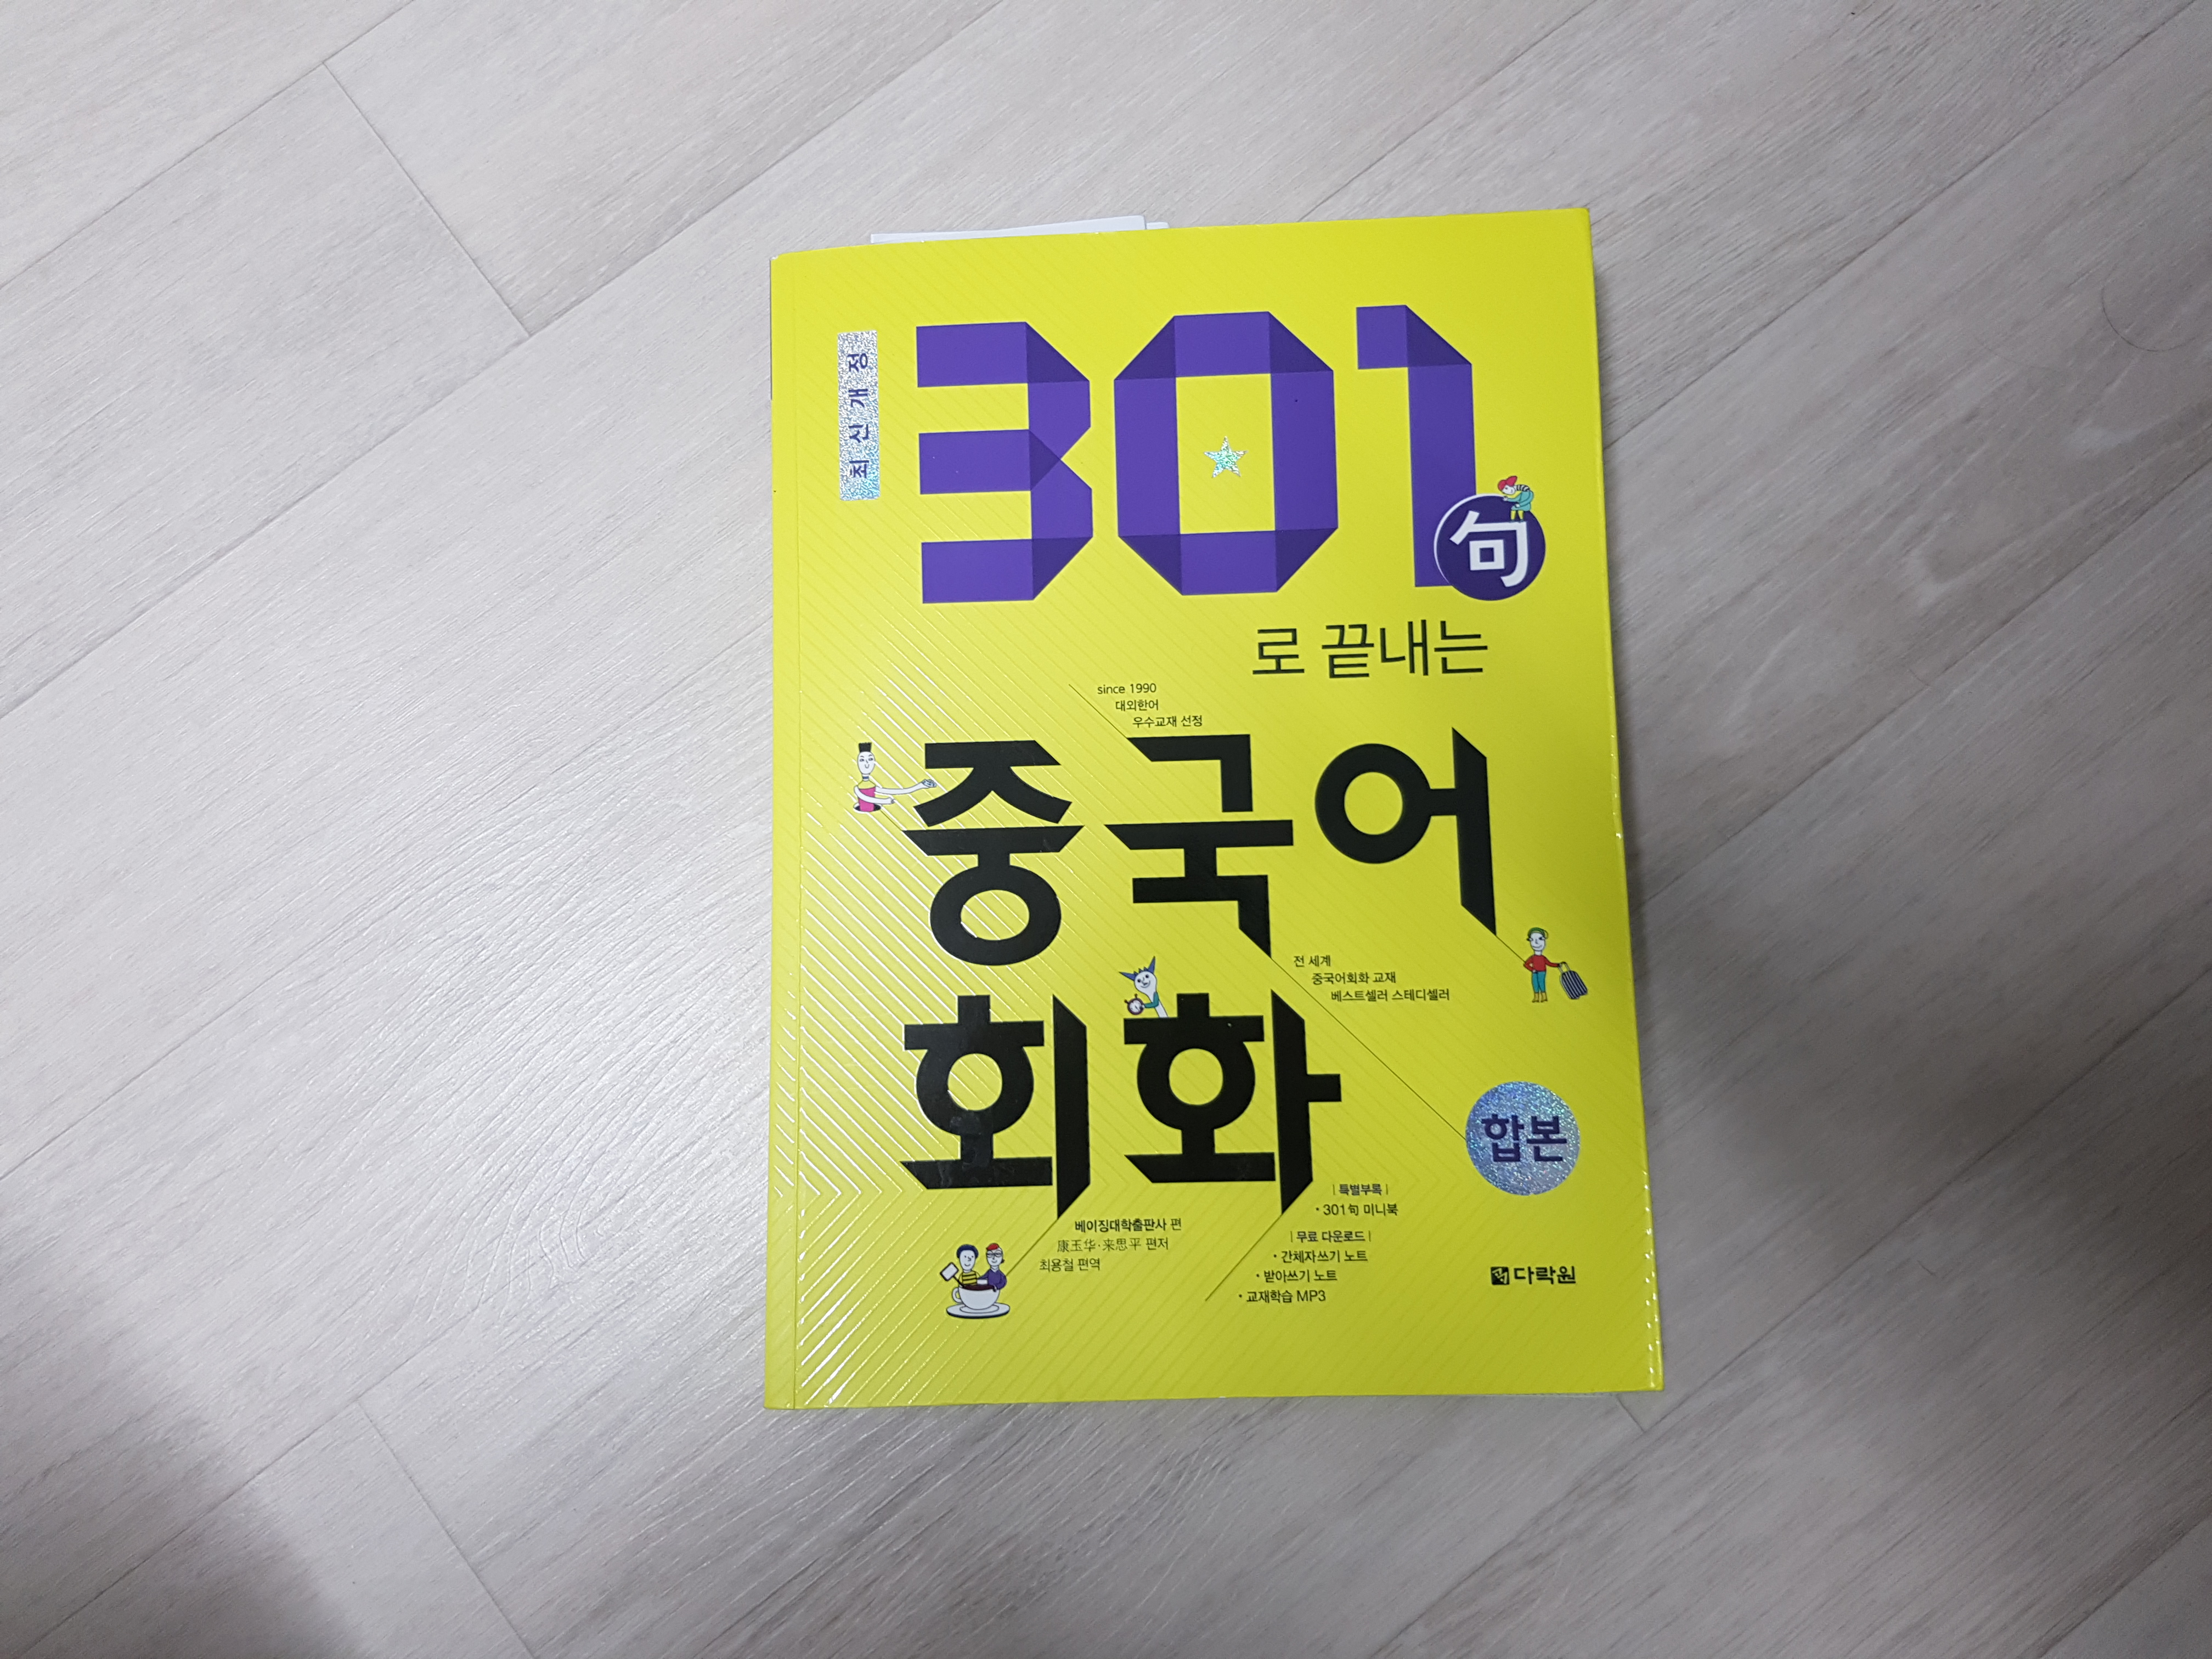 최신개정
301句
로 끝내는
since 1990
대외한어
우수교재 선정
중국어
전 세계
중국어회화 교재
베스트셀러 스테디셀러
회화
합본
베이징대학출판사 편
康玉华·来思平 편저
최용철 편역
| 특별부록 |
• 301句 미니북
| 무료 다운로드 |
• 간체자쓰기 노트
• 받아쓰기 노트
• 교재학습 MP3
다락원